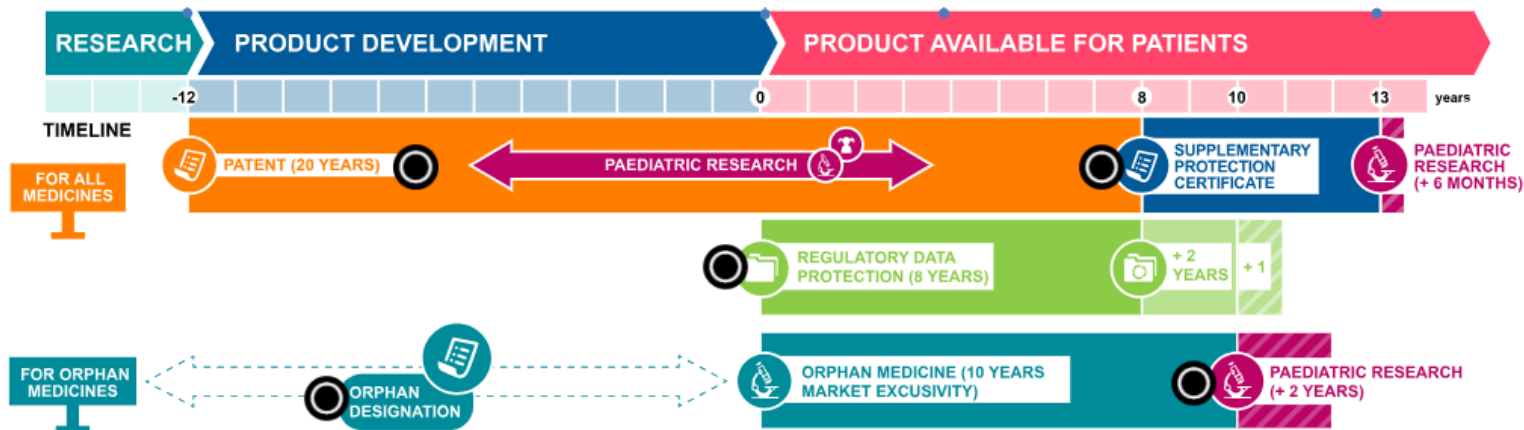 RESEARCH
PRODUCT DEVELOPMENT
PRODUCT AVAILABLE FOR PATIENTS
-12
0
8
10
13
years
TIMELINE
FOR ALL
MEDICINES
PATENT (20 YEARS)
PAEDIATRIC RESEARCH
SUPPLEMENTARY
PROTECTION
CERTIFICATE
PAEDIATRIC
RESEARCH
(+ 6 MONTHS)
REGULATORY DATA
PROTECTION (8 YEARS)
+ 2
YEARS
+ 1
FOR ORPHAN
MEDICINES
ORPHAN
DESIGNATION
ORPHAN MEDICINE (10 YEARS
MARKET EXCUSIVITY)
PAEDIATRIC RESEARCH
(+ 2 YEARS)